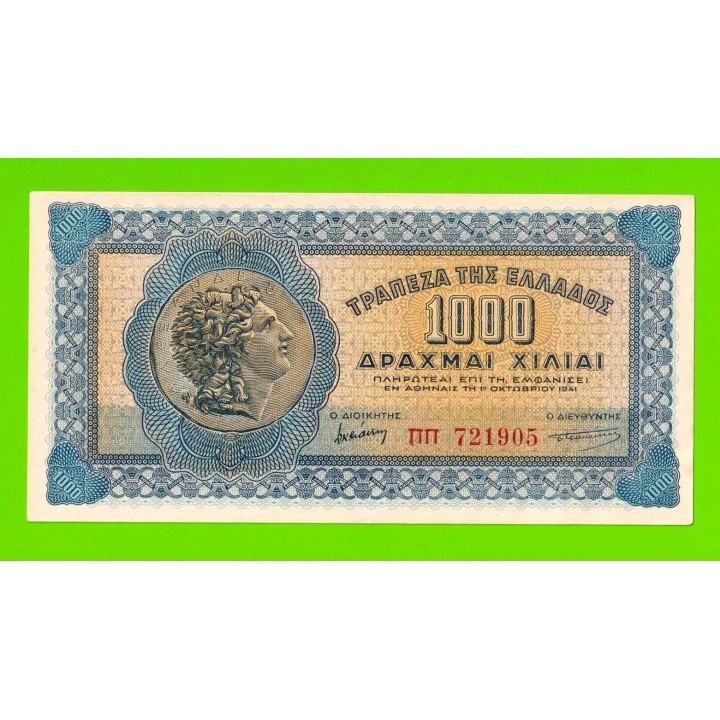 1000 1000
ΤΡΑΠΕΖΑ ΤΗΣ ΕΛΛΑΔΟΣ
1000
ΔΡΑΧΜΑΙ ΧΙΛΙΑΙ
ΠΛΗΡΩΤΕΑΙ ΕΠΙ ΤΗ ΕΜΦΑΝΙΣΕΙ
ΕΝ ΑΘΗΝΑΙΣ ΤΗ 1Η ΟΚΤΩΒΡΙΟΥ 1941
Ο ΔΙΟΙΚΗΤΗΣ Ο ΔΙΕΥΘΥΝΤΗΣ
ΠΠ 721905
1000 1000